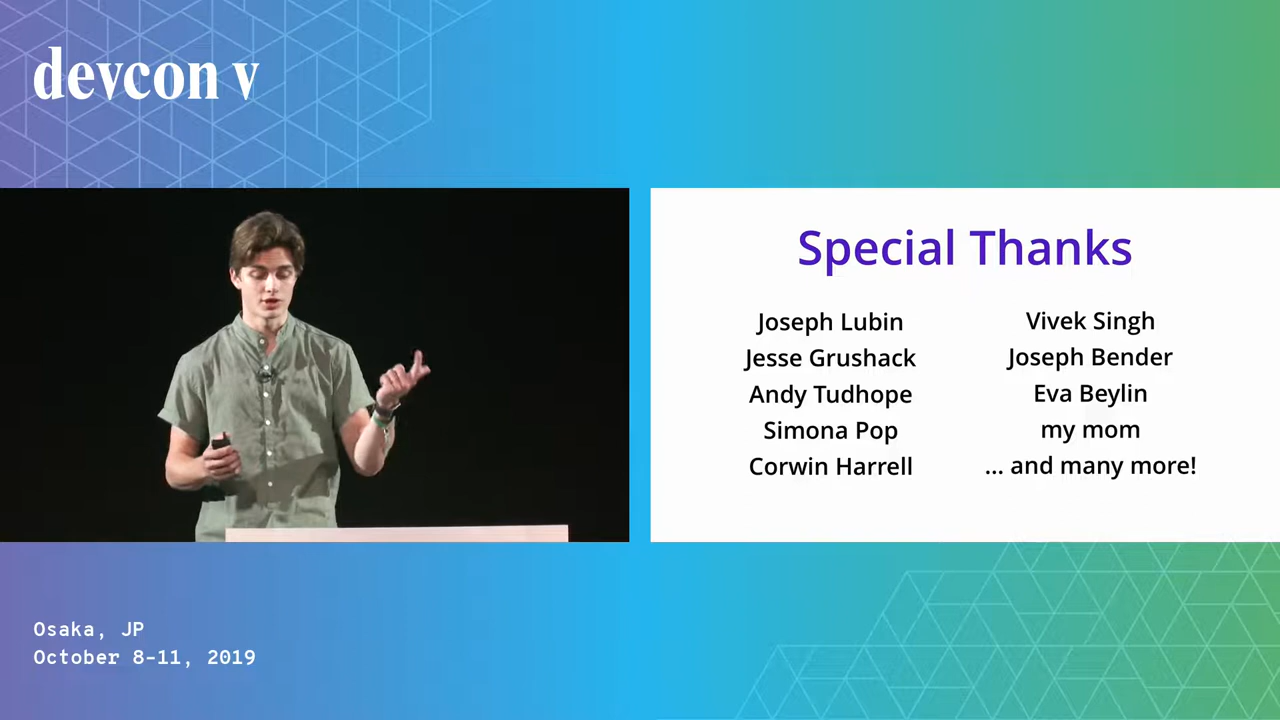 devcon v
Special Thanks
Joseph Lubin
Jesse Grushack
Andy Tudhope
Simona Pop
Corwin Harrell
Vivek Singh
Joseph Bender
Eva Beylin
my mom
... and many more!
Osaka, JP
October 8-11, 2019